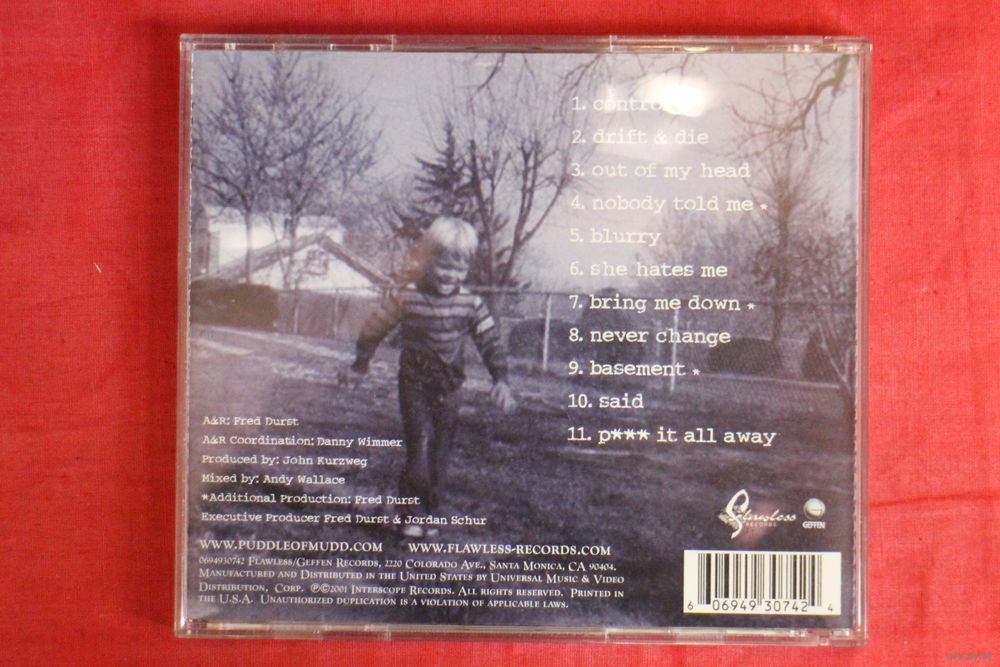 1. control
2. drift & die
3. out of my head
4. nobody told me *
5. blurry
6. she hates me
7. bring me down *
8. never change
9. basement *
10. said
11. p*** it all away
A&R: Fred Durst
A&R Coordination: Danny Wimmer
Produced by: John Kurzweg
Mixed by: Andy Wallace
*Additional Production: Fred Durst
Executive Producer Fred Durst & Jordan Schur
www.puddleofmudd.com www.flawless-records.com
0694930742 Flawless/Geffen Records, 2220 Colorado Ave., Santa Monica, CA 90404.
Manufactured and Distributed in the United States by Universal Music & Video
Distribution, Corp. ℗©2001 Interscope Records. All rights reserved. Printed in
the U.S.A. Unauthorized duplication is a violation of applicable laws.
Flawless
RECORDS
GEFFEN
6 06949 30742 4